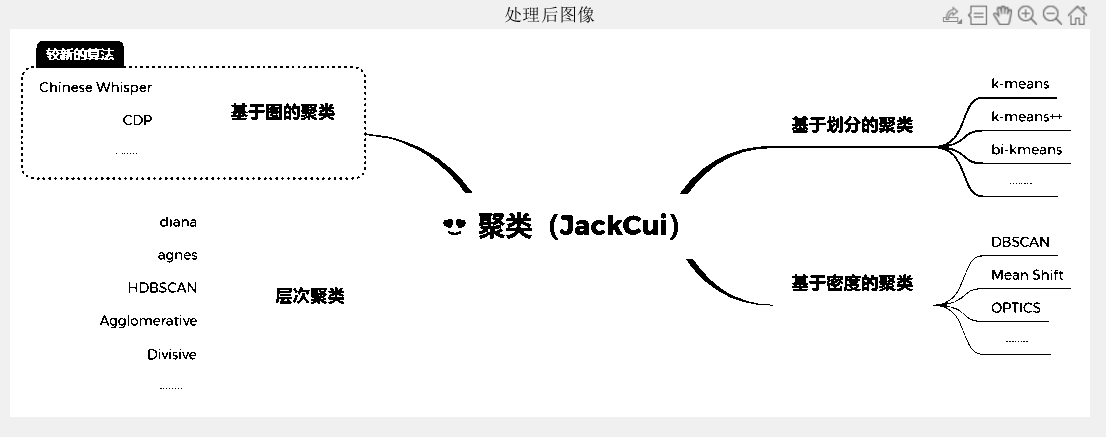 处理后图像
较新的算法
Chinese Whisper
CDP
........
基于图的聚类
diana
agnes
HDBSCAN
Agglomerative
Divisive
........
层次聚类
聚类（JackCui）
基于划分的聚类
k-means
k-means++
bi-kmeans
........
基于密度的聚类
DBSCAN
Mean Shift
OPTICS
........